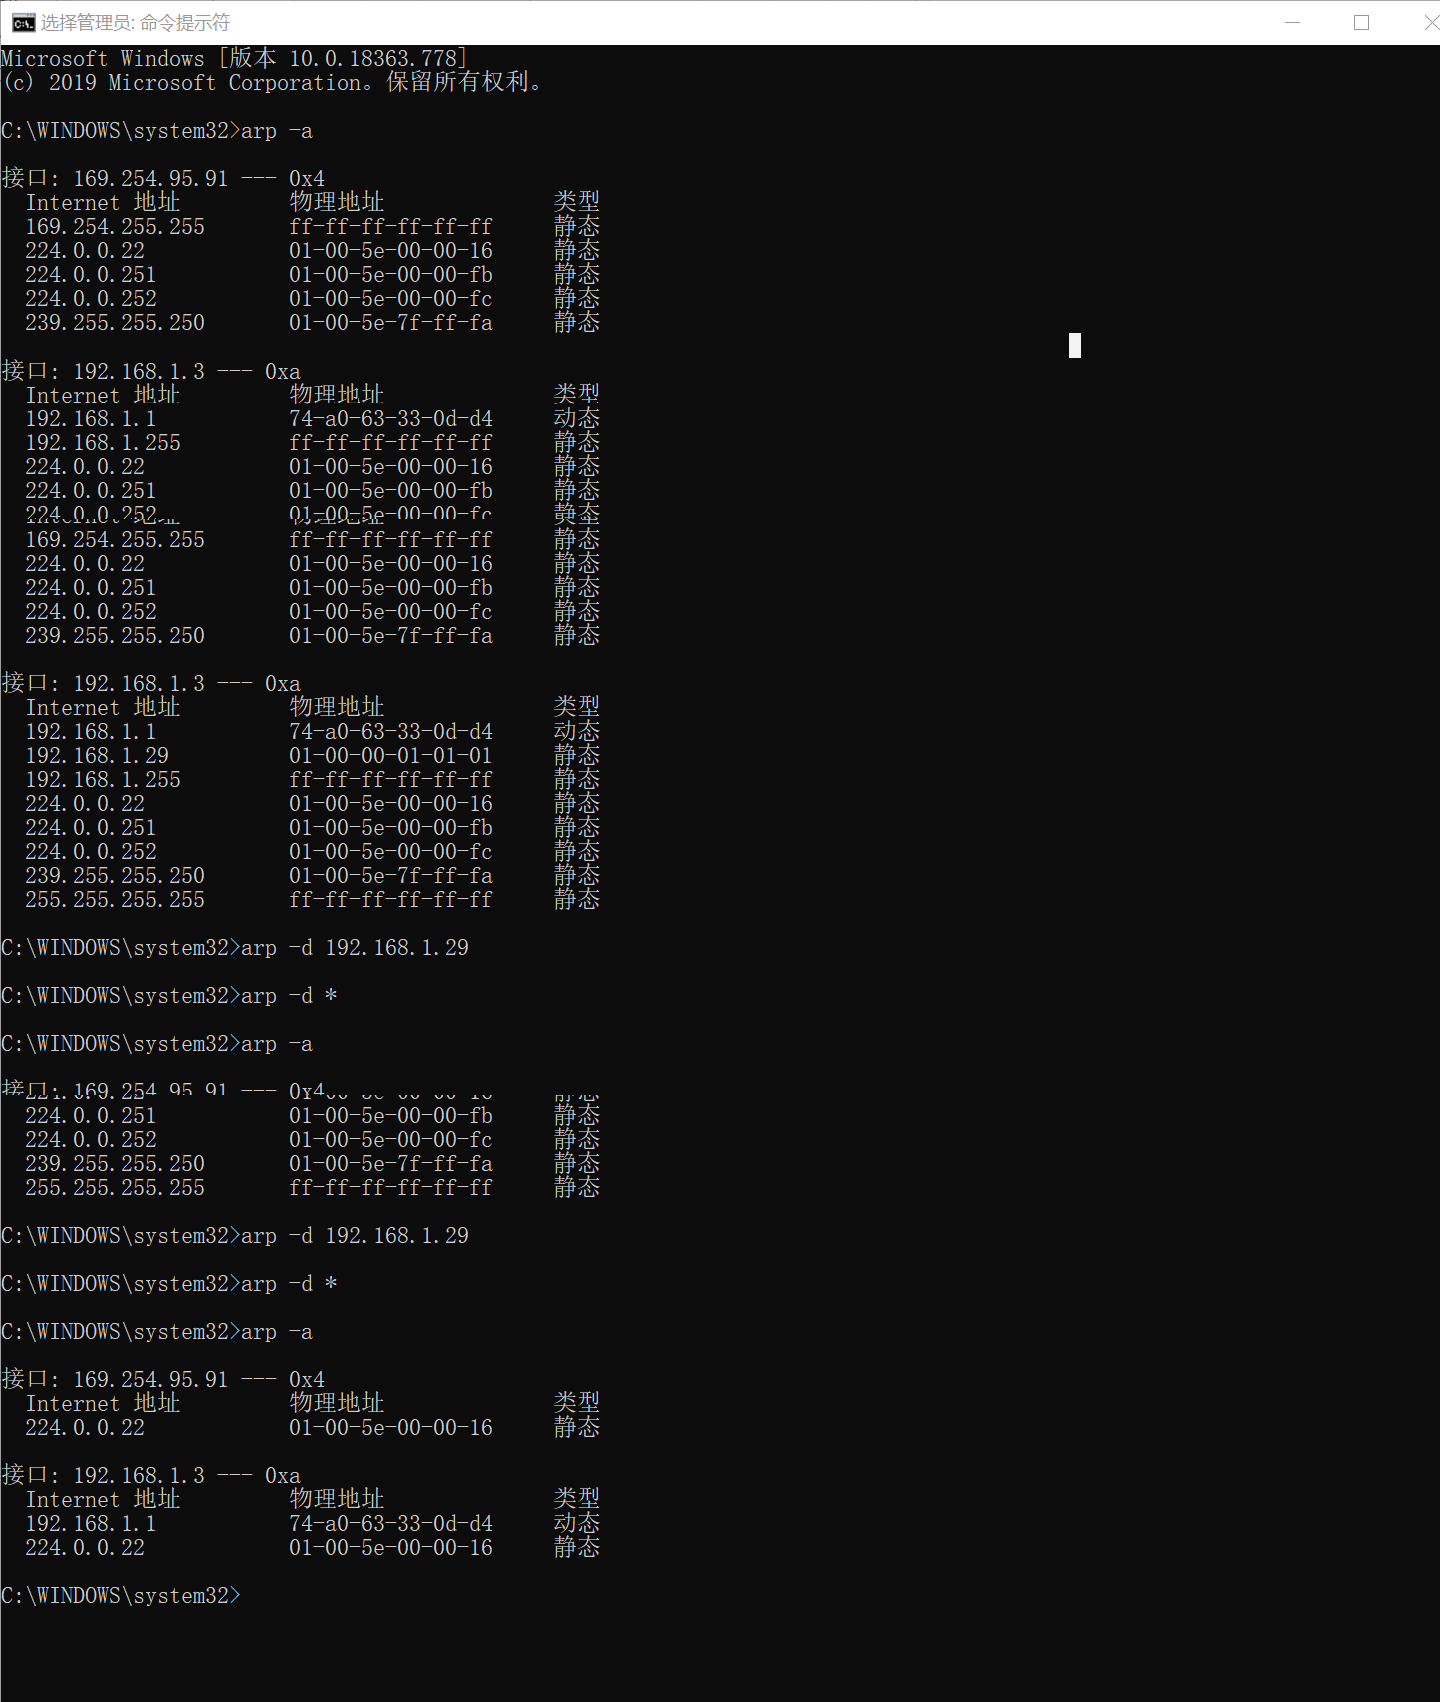 选择管理员: 命令提示符
Microsoft Windows [版本 10.0.18363.778]
(c) 2019 Microsoft Corporation。保留所有权利。
C:\WINDOWS\system32>arp -a
接口: 169.254.95.91 --- 0x4
Internet 地址 物理地址 类型
169.254.255.255 ff-ff-ff-ff-ff-ff 静态
224.0.0.22 01-00-5e-00-00-16 静态
224.0.0.251 01-00-5e-00-00-fb 静态
224.0.0.252 01-00-5e-00-00-fc 静态
239.255.255.250 01-00-5e-7f-ff-fa 静态
接口: 192.168.1.3 --- 0xa
Internet 地址 物理地址 类型
192.168.1.1 74-a0-63-33-0d-d4 动态
192.168.1.255 ff-ff-ff-ff-ff-ff 静态
224.0.0.22 01-00-5e-00-00-16 静态
224.0.0.251 01-00-5e-00-00-fb 静态
224.0.0.252 01-00-5e-00-00-fc
169.254.255.255 ff-ff-ff-ff-ff-ff 静态
224.0.0.22 01-00-5e-00-00-16 静态
224.0.0.251 01-00-5e-00-00-fb 静态
224.0.0.252 01-00-5e-00-00-fc 静态
239.255.255.250 01-00-5e-7f-ff-fa 静态
接口: 192.168.1.3 --- 0xa
Internet 地址 物理地址 类型
192.168.1.1 74-a0-63-33-0d-d4 动态
192.168.1.29 01-00-00-01-01-01 静态
192.168.1.255 ff-ff-ff-ff-ff-ff 静态
224.0.0.22 01-00-5e-00-00-16 静态
224.0.0.251 01-00-5e-00-00-fb 静态
224.0.0.252 01-00-5e-00-00-fc 静态
239.255.255.250 01-00-5e-7f-ff-fa 静态
255.255.255.255 ff-ff-ff-ff-ff-ff 静态
C:\WINDOWS\system32>arp -d 192.168.1.29
C:\WINDOWS\system32>arp -d *
C:\WINDOWS\system32>arp -a
接口: 169.254.95.91 --- 0x4
224.0.0.251 01-00-5e-00-00-fb 静态
224.0.0.252 01-00-5e-00-00-fc 静态
239.255.255.250 01-00-5e-7f-ff-fa 静态
255.255.255.255 ff-ff-ff-ff-ff-ff 静态
C:\WINDOWS\system32>arp -d 192.168.1.29
C:\WINDOWS\system32>arp -d *
C:\WINDOWS\system32>arp -a
接口: 169.254.95.91 --- 0x4
Internet 地址 物理地址 类型
224.0.0.22 01-00-5e-00-00-16 静态
接口: 192.168.1.3 --- 0xa
Internet 地址 物理地址 类型
192.168.1.1 74-a0-63-33-0d-d4 动态
224.0.0.22 01-00-5e-00-00-16 静态
C:\WINDOWS\system32>